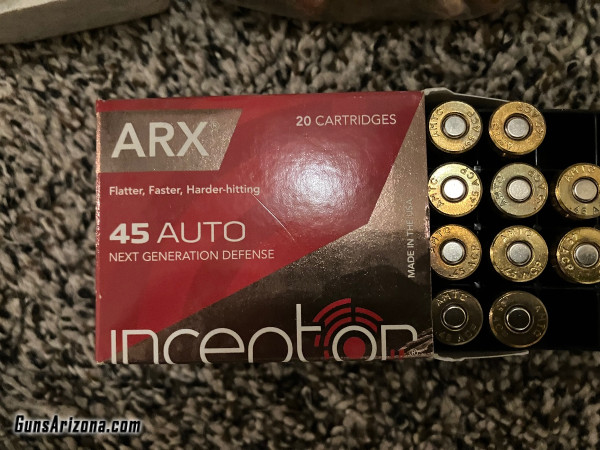 ARX
20 CARTRIDGES
Flatter, Faster, Harder-hitting
45 AUTO
NEXT GENERATION DEFENSE
MADE IN THE USA
inceptor
GunsArizona.com